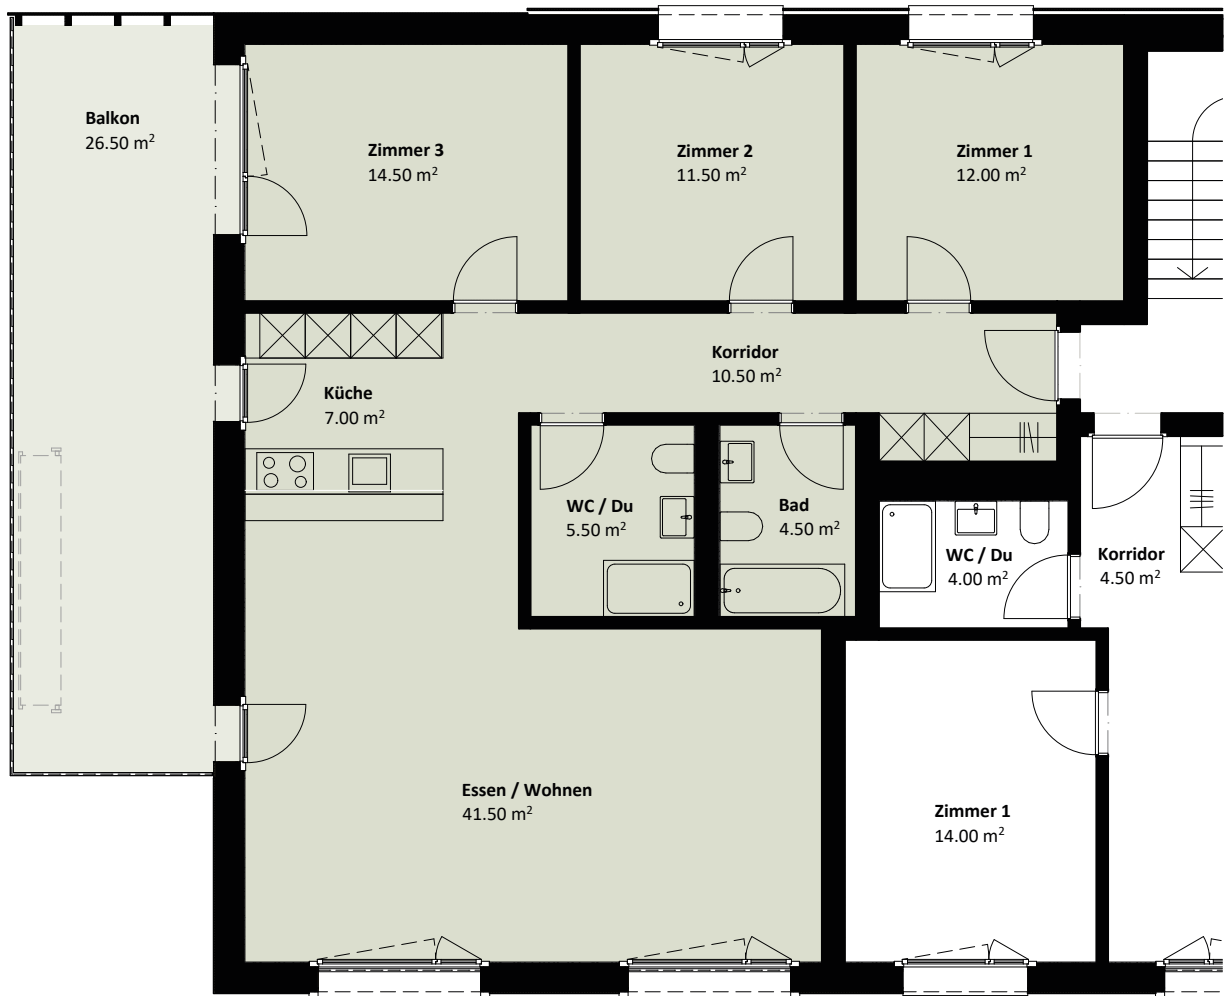 Balkon
26.50 m²
Zimmer 3
14.50 m²
Zimmer 2
11.50 m²
Zimmer 1
12.00 m²
Korridor
10.50 m²
Küche
7.00 m²
WC / Du
5.50 m²
Bad
4.50 m²
WC / Du
4.00 m²
Korridor
4.50 m²
Essen / Wohnen
41.50 m²
Zimmer 1
14.00 m²